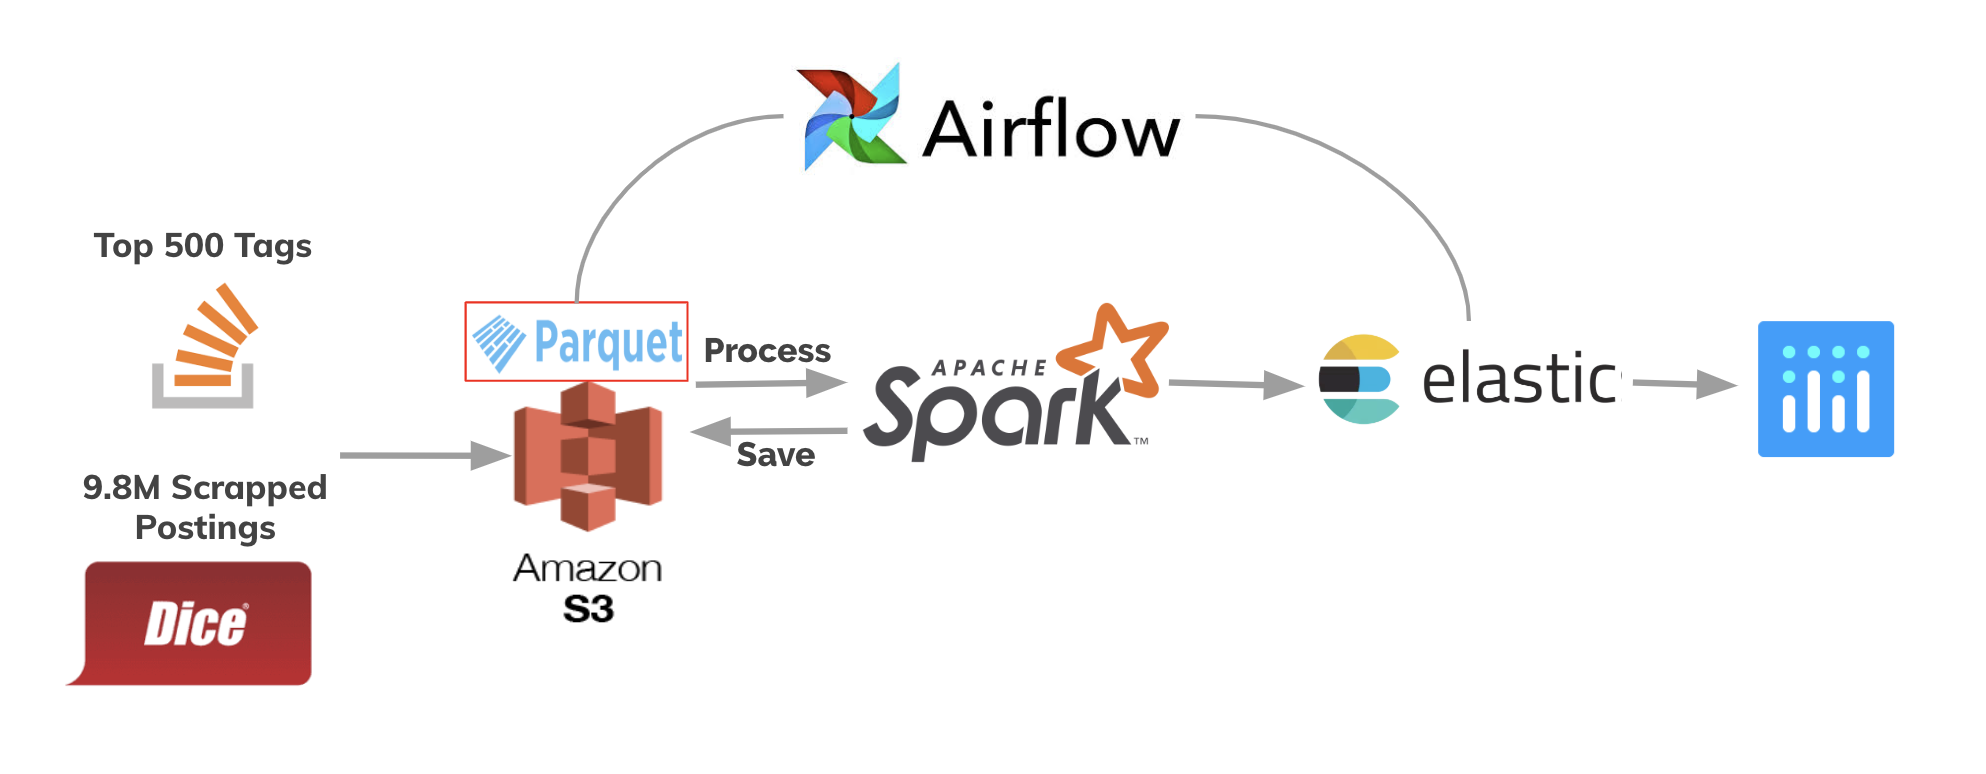 Airflow
Top 500 Tags
Parquet
Process
APACHE
Spark™
elastic
Save
9.8M Scrapped
Postings
Dice®
Amazon
S3